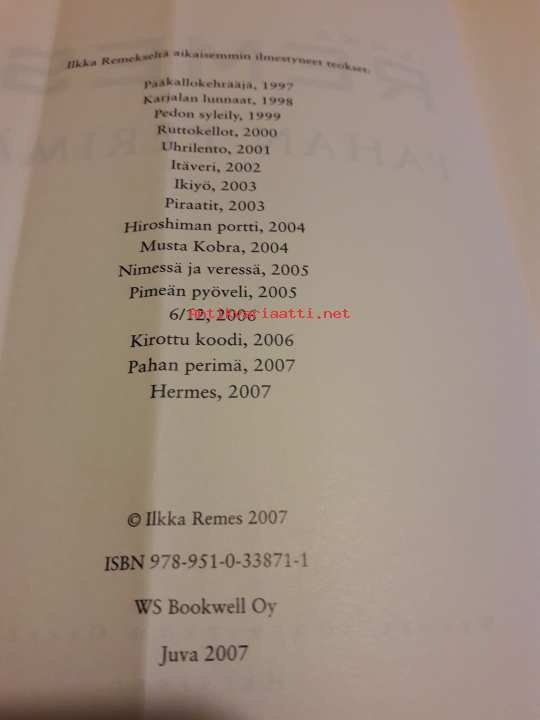 Ilkka Remekseltä aikaisemmin ilmestyneet teokset:
Pääkallokehrääjä, 1997
Karjalan lunnaat, 1998
Pedon syleily, 1999
Ruttokellot, 2000
Uhrilento, 2001
Itäveri, 2002
Ikiyö, 2003
Piraatit, 2003
Hiroshiman portti, 2004
Musta Kobra, 2004
Nimessä ja veressä, 2005
Pimeän pyöveli, 2005
6/12, 2006
Antikvariaatti.net
Kirottu koodi, 2006
Pahan perimä, 2007
Hermes, 2007
© Ilkka Remes 2007
ISBN 978-951-0-33871-1
WS Bookwell Oy
Juva 2007